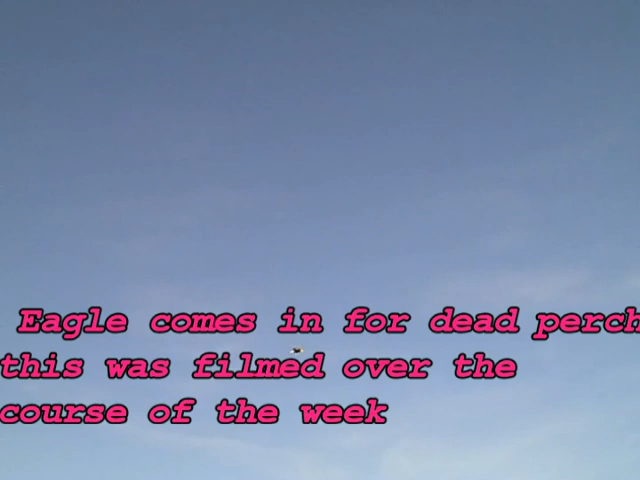 Eagle comes in for dead perch
this was filmed over the
course of the week